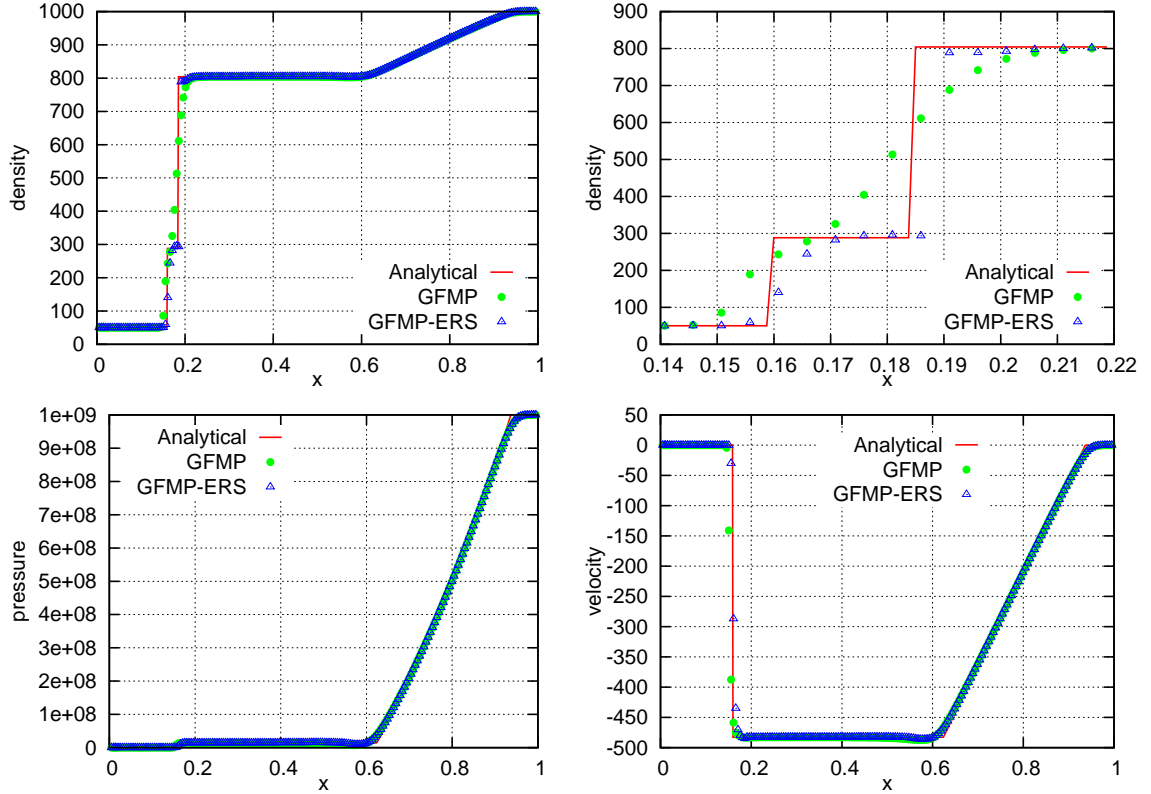 1000
900
800
700
600
500
400
300
200
100
0
0 0.2 0.4 0.6 0.8 1
density
x
Analytical
GFMP
GFMP-ERS
900
800
700
600
500
400
300
200
100
0
0.14 0.15 0.16 0.17 0.18 0.19 0.2 0.21 0.22
density
x
Analytical
GFMP
GFMP-ERS
1e+09
9e+08
8e+08
7e+08
6e+08
5e+08
4e+08
3e+08
2e+08
1e+08
0
0 0.2 0.4 0.6 0.8 1
pressure
x
Analytical
GFMP
GFMP-ERS
50
0
-50
-100
-150
-200
-250
-300
-350
-400
-450
-500
0 0.2 0.4 0.6 0.8 1
velocity
x
Analytical
GFMP
GFMP-ERS